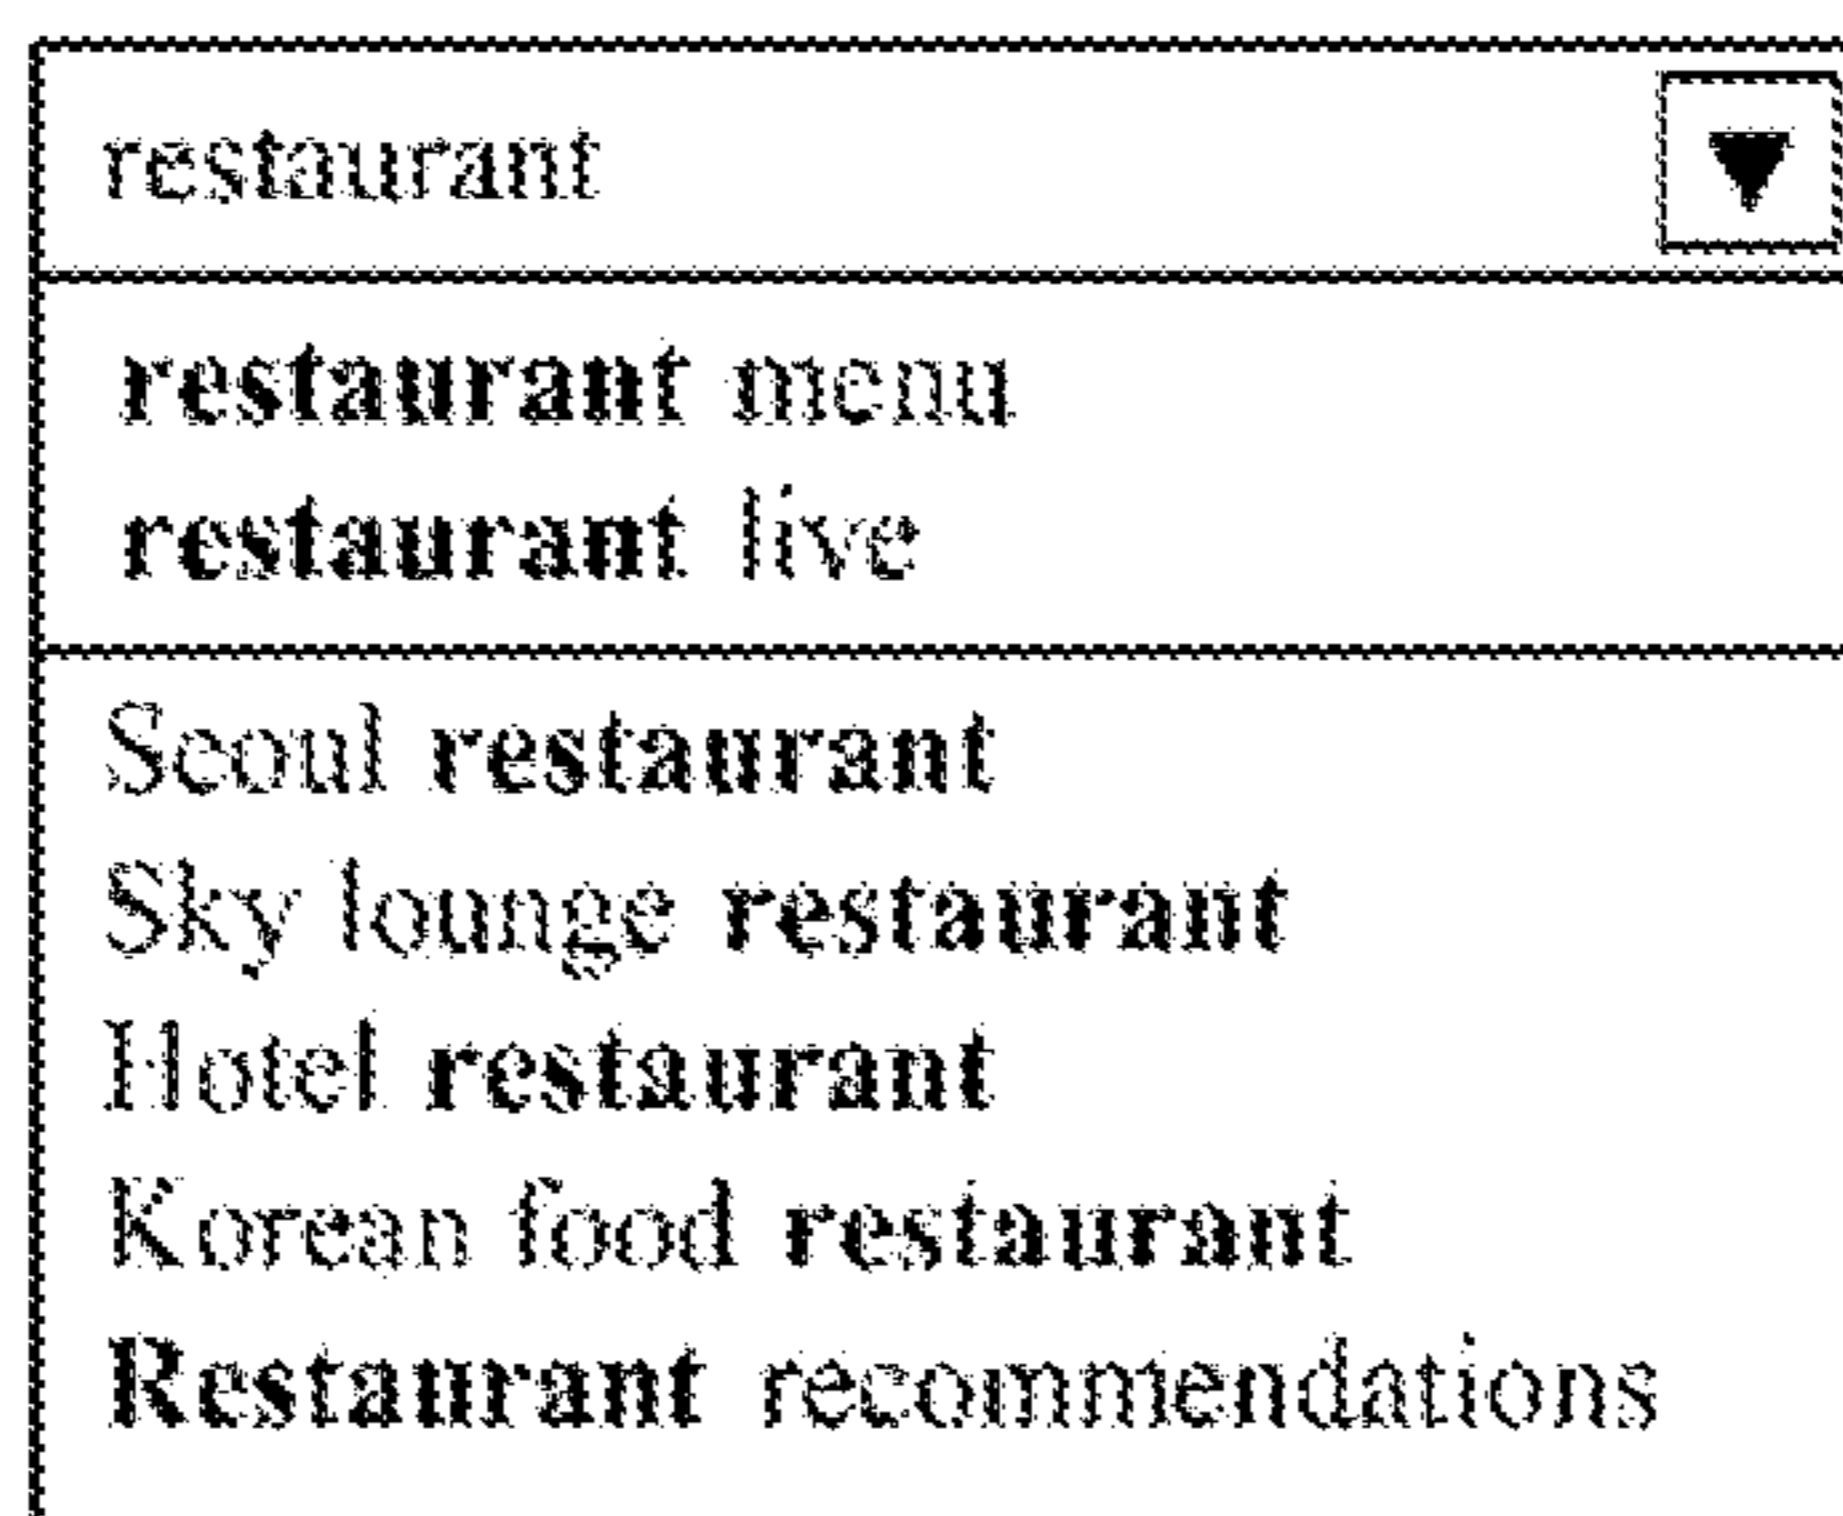 restaurant
restaurant menu
restaurant live
Seoul restaurant
Sky lounge restaurant
Hotel restaurant
Korean food restaurant
Restaurant recommendations